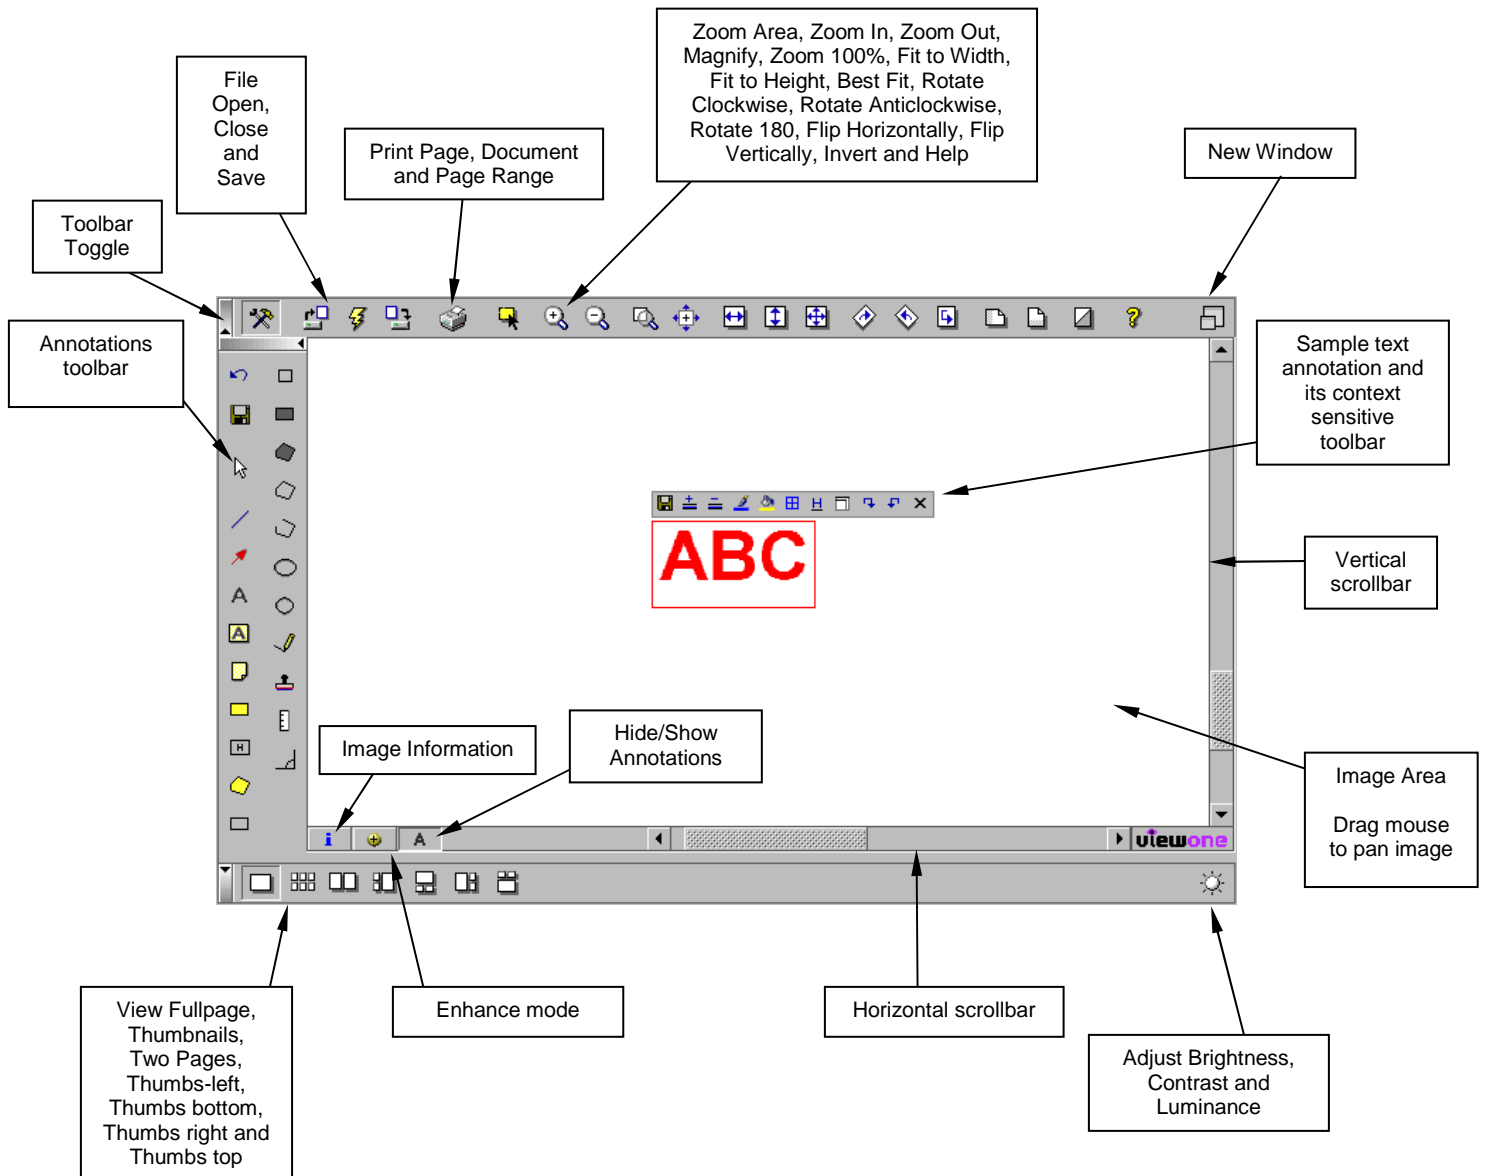 Zoom Area, Zoom In, Zoom Out,
Magnify, Zoom 100%, Fit to Width,
Fit to Height, Best Fit, Rotate
Clockwise, Rotate Anticlockwise,
Rotate 180, Flip Horizontally, Flip
Vertically, Invert and Help
File
Open,
Close
and
Save
Print Page, Document
and Page Range
New Window
Toolbar
Toggle
Annotations
toolbar
Sample text
annotation and
its context
sensitive
toolbar
H
ABC
A
A
H
Vertical
scrollbar
Image Information
Hide/Show
Annotations
Image Area
Drag mouse
to pan image
i
A
viewone
View Fullpage,
Thumbnails,
Two Pages,
Thumbs-left,
Thumbs bottom,
Thumbs right and
Thumbs top
Enhance mode
Horizontal scrollbar
Adjust Brightness,
Contrast and
Luminance